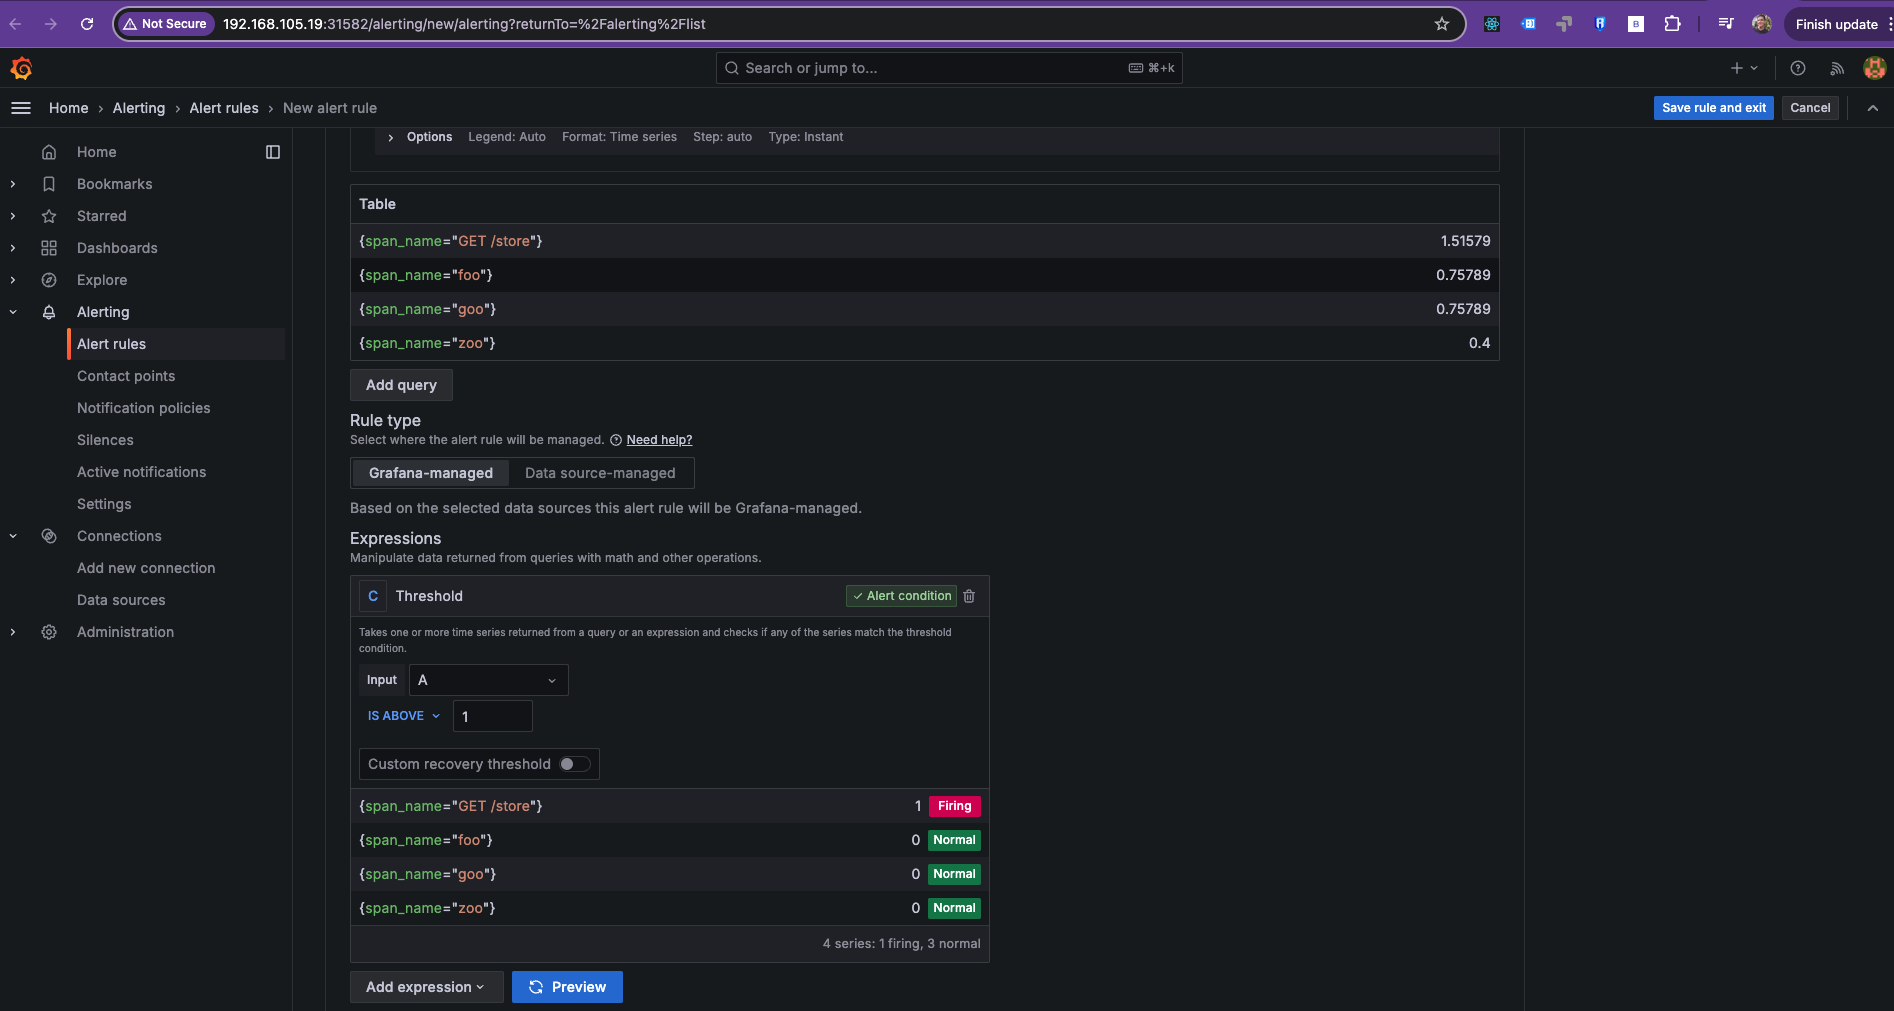 Not Secure 192.168.105.19:31582/alerting/new/alerting?returnTo=%2Falerting%2Flist
Finish update
Search or jump to...
⌘+k
Home › Alerting › Alert rules › New alert rule
Save rule and exit
Cancel
Home
Bookmarks
Starred
Dashboards
Explore
Alerting
Alert rules
Contact points
Notification policies
Silences
Active notifications
Settings
Connections
Add new connection
Data sources
Administration
Options Legend: Auto Format: Time series Step: auto Type: Instant
Table
{span_name="GET /store"} 1.51579
{span_name="foo"} 0.75789
{span_name="goo"} 0.75789
{span_name="zoo"} 0.4
Add query
Rule type
Select where the alert rule will be managed. Need help?
Grafana-managed Data source-managed
Based on the selected data sources this alert rule will be Grafana-managed.
Expressions
Manipulate data returned from queries with math and other operations.
C Threshold Alert condition
Takes one or more time series returned from a query or an expression and checks if any of the series match the threshold
condition.
Input A
IS ABOVE 1
Custom recovery threshold
{span_name="GET /store"} 1 Firing
{span_name="foo"} 0 Normal
{span_name="goo"} 0 Normal
{span_name="zoo"} 0 Normal
4 series: 1 firing, 3 normal
Add expression
Preview